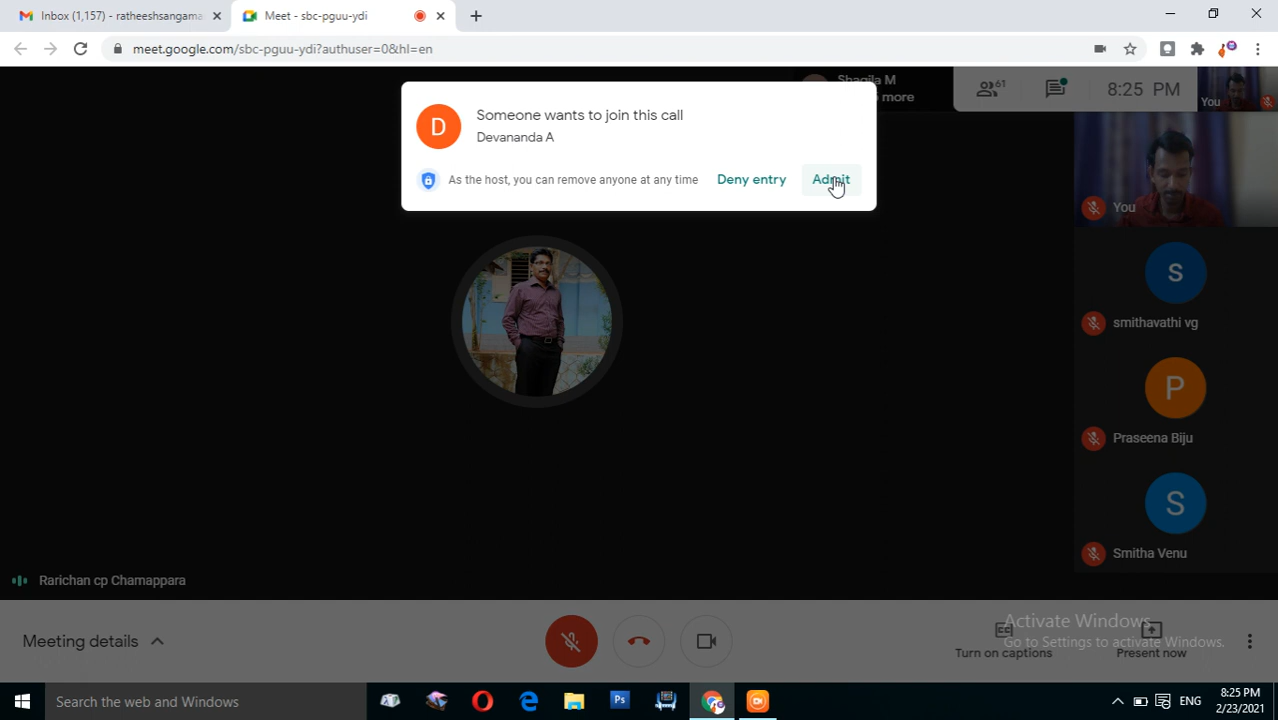 Inbox (1,157) - ratheeshsangama
Meet - sbc-pguu-ydi
meet.google.com/sbc-pguu-ydi?authuser=0&hl=en
Someone wants to join this call
Devananda A
As the host, you can remove anyone at any time
Deny entry
Admit
D
Shagila M
more
61
8:25 PM
You
You
s
smithavathi vg
P
Praseena Biju
S
Smitha Venu
Rarichan cp Chamappara
Meeting details
Turn on captions
Present now
Activate Windows
Go to Settings to activate Windows.
Search the web and Windows
Ps
ENG
8:25 PM
2/23/2021